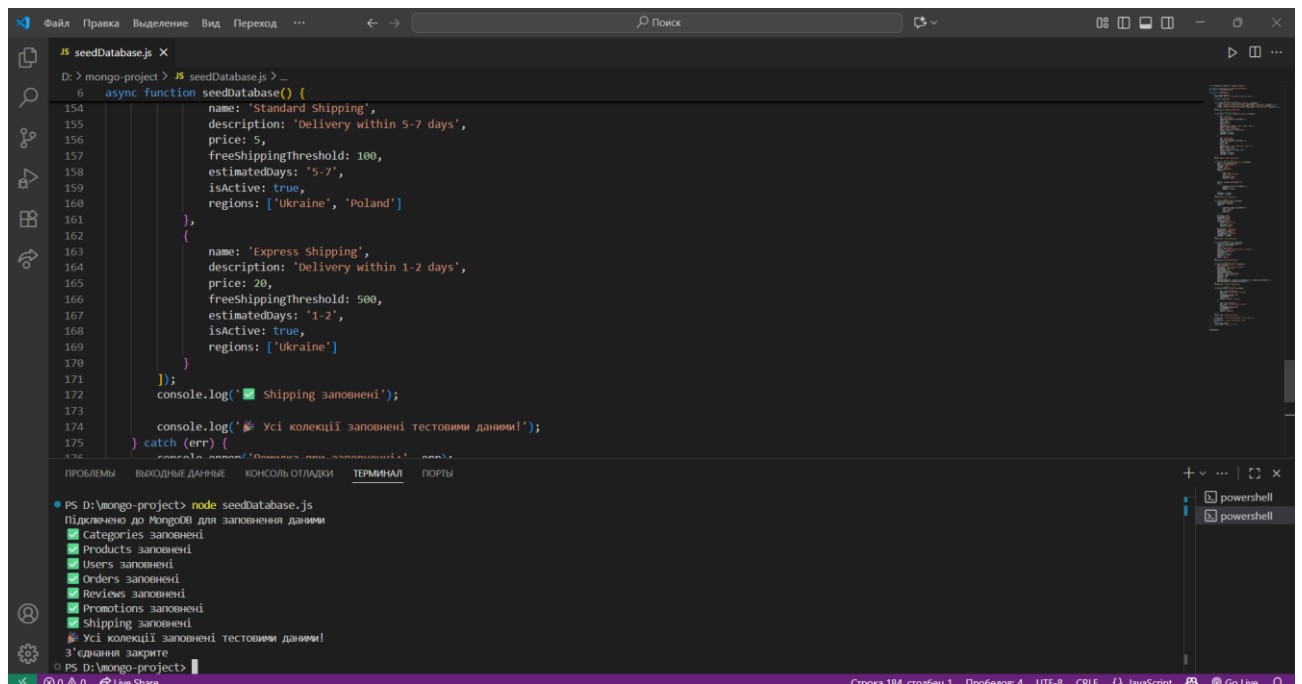 Файл Правка Выделение Вид Переход ···
Поиск
JS seedDatabase.js
D: > mongo-project > JS seedDatabase.js > ...
6 async function seedDatabase() {
154 name: 'Standard Shipping',
155 description: 'Delivery within 5-7 days',
156 price: 5,
157 freeShippingThreshold: 100,
158 estimatedDays: '5-7',
159 isActive: true,
160 regions: ['Ukraine', 'Poland']
161 },
162 {
163 name: 'Express Shipping',
164 description: 'Delivery within 1-2 days',
165 price: 20,
166 freeShippingThreshold: 500,
167 estimatedDays: '1-2',
168 isActive: true,
169 regions: ['Ukraine']
170 }
171 ]);
172 console.log('✅ Shipping заповнені');
173
174 console.log('🎉 Усі колекції заповнені тестовими даними!');
175 } catch (err) {
ПРОБЛЕМЫ ВЫХОДНЫЕ ДАННЫЕ КОНСОЛЬ ОТЛАДКИ ТЕРМИНАЛ ПОРТЫ
PS D:\mongo-project> node seedDatabase.js
Підключено до MongoDB для заповнення даними
✅ Categories заповнені
✅ Products заповнені
✅ Users заповнені
✅ Orders заповнені
✅ Reviews заповнені
✅ Promotions заповнені
✅ Shipping заповнені
🎉 Усі колекції заповнені тестовими даними!
З'єднання закрите
PS D:\mongo-project>
powershell
powershell
0 0 Live Share Строка 184, столбец 1 Пробелов: 4 UTF-8 CRLF {} JavaScript Go Live